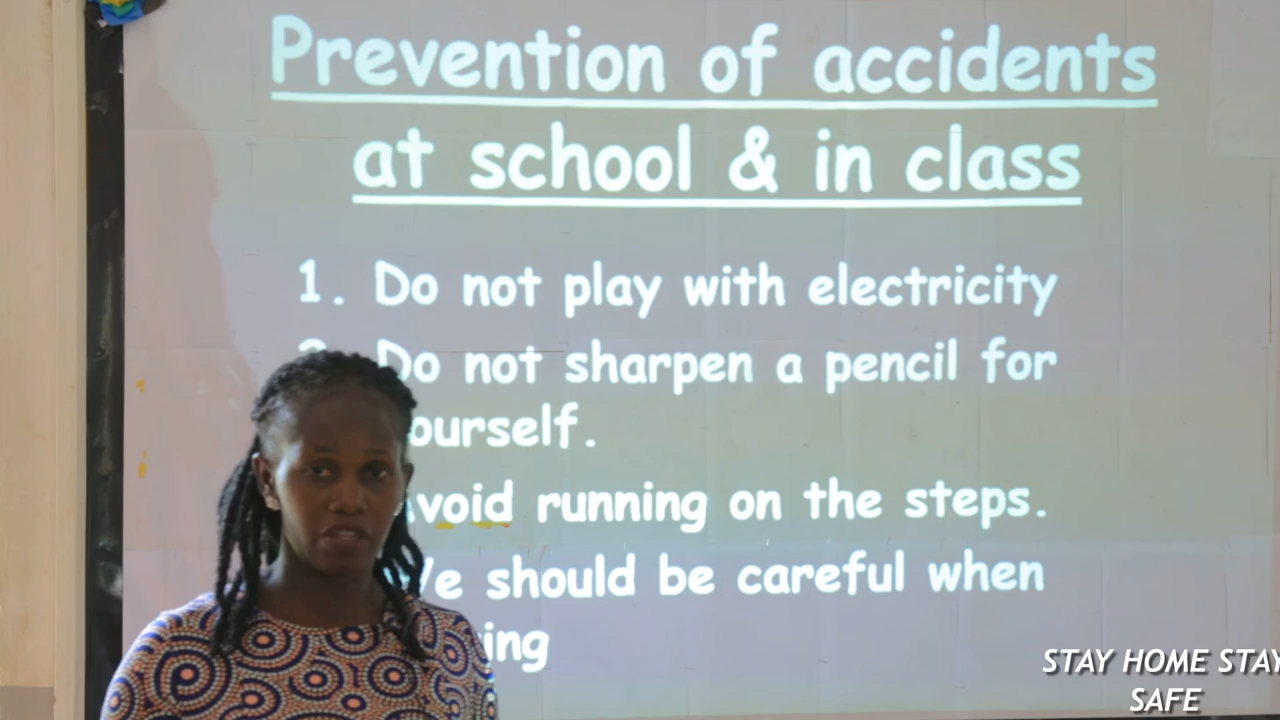 Prevention of accidents
at school & in class
1. Do not play with electricity
Do not sharpen a pencil for
ourself.
void running on the steps.
e should be careful when
ing
STAY HOME STAY
SAFE